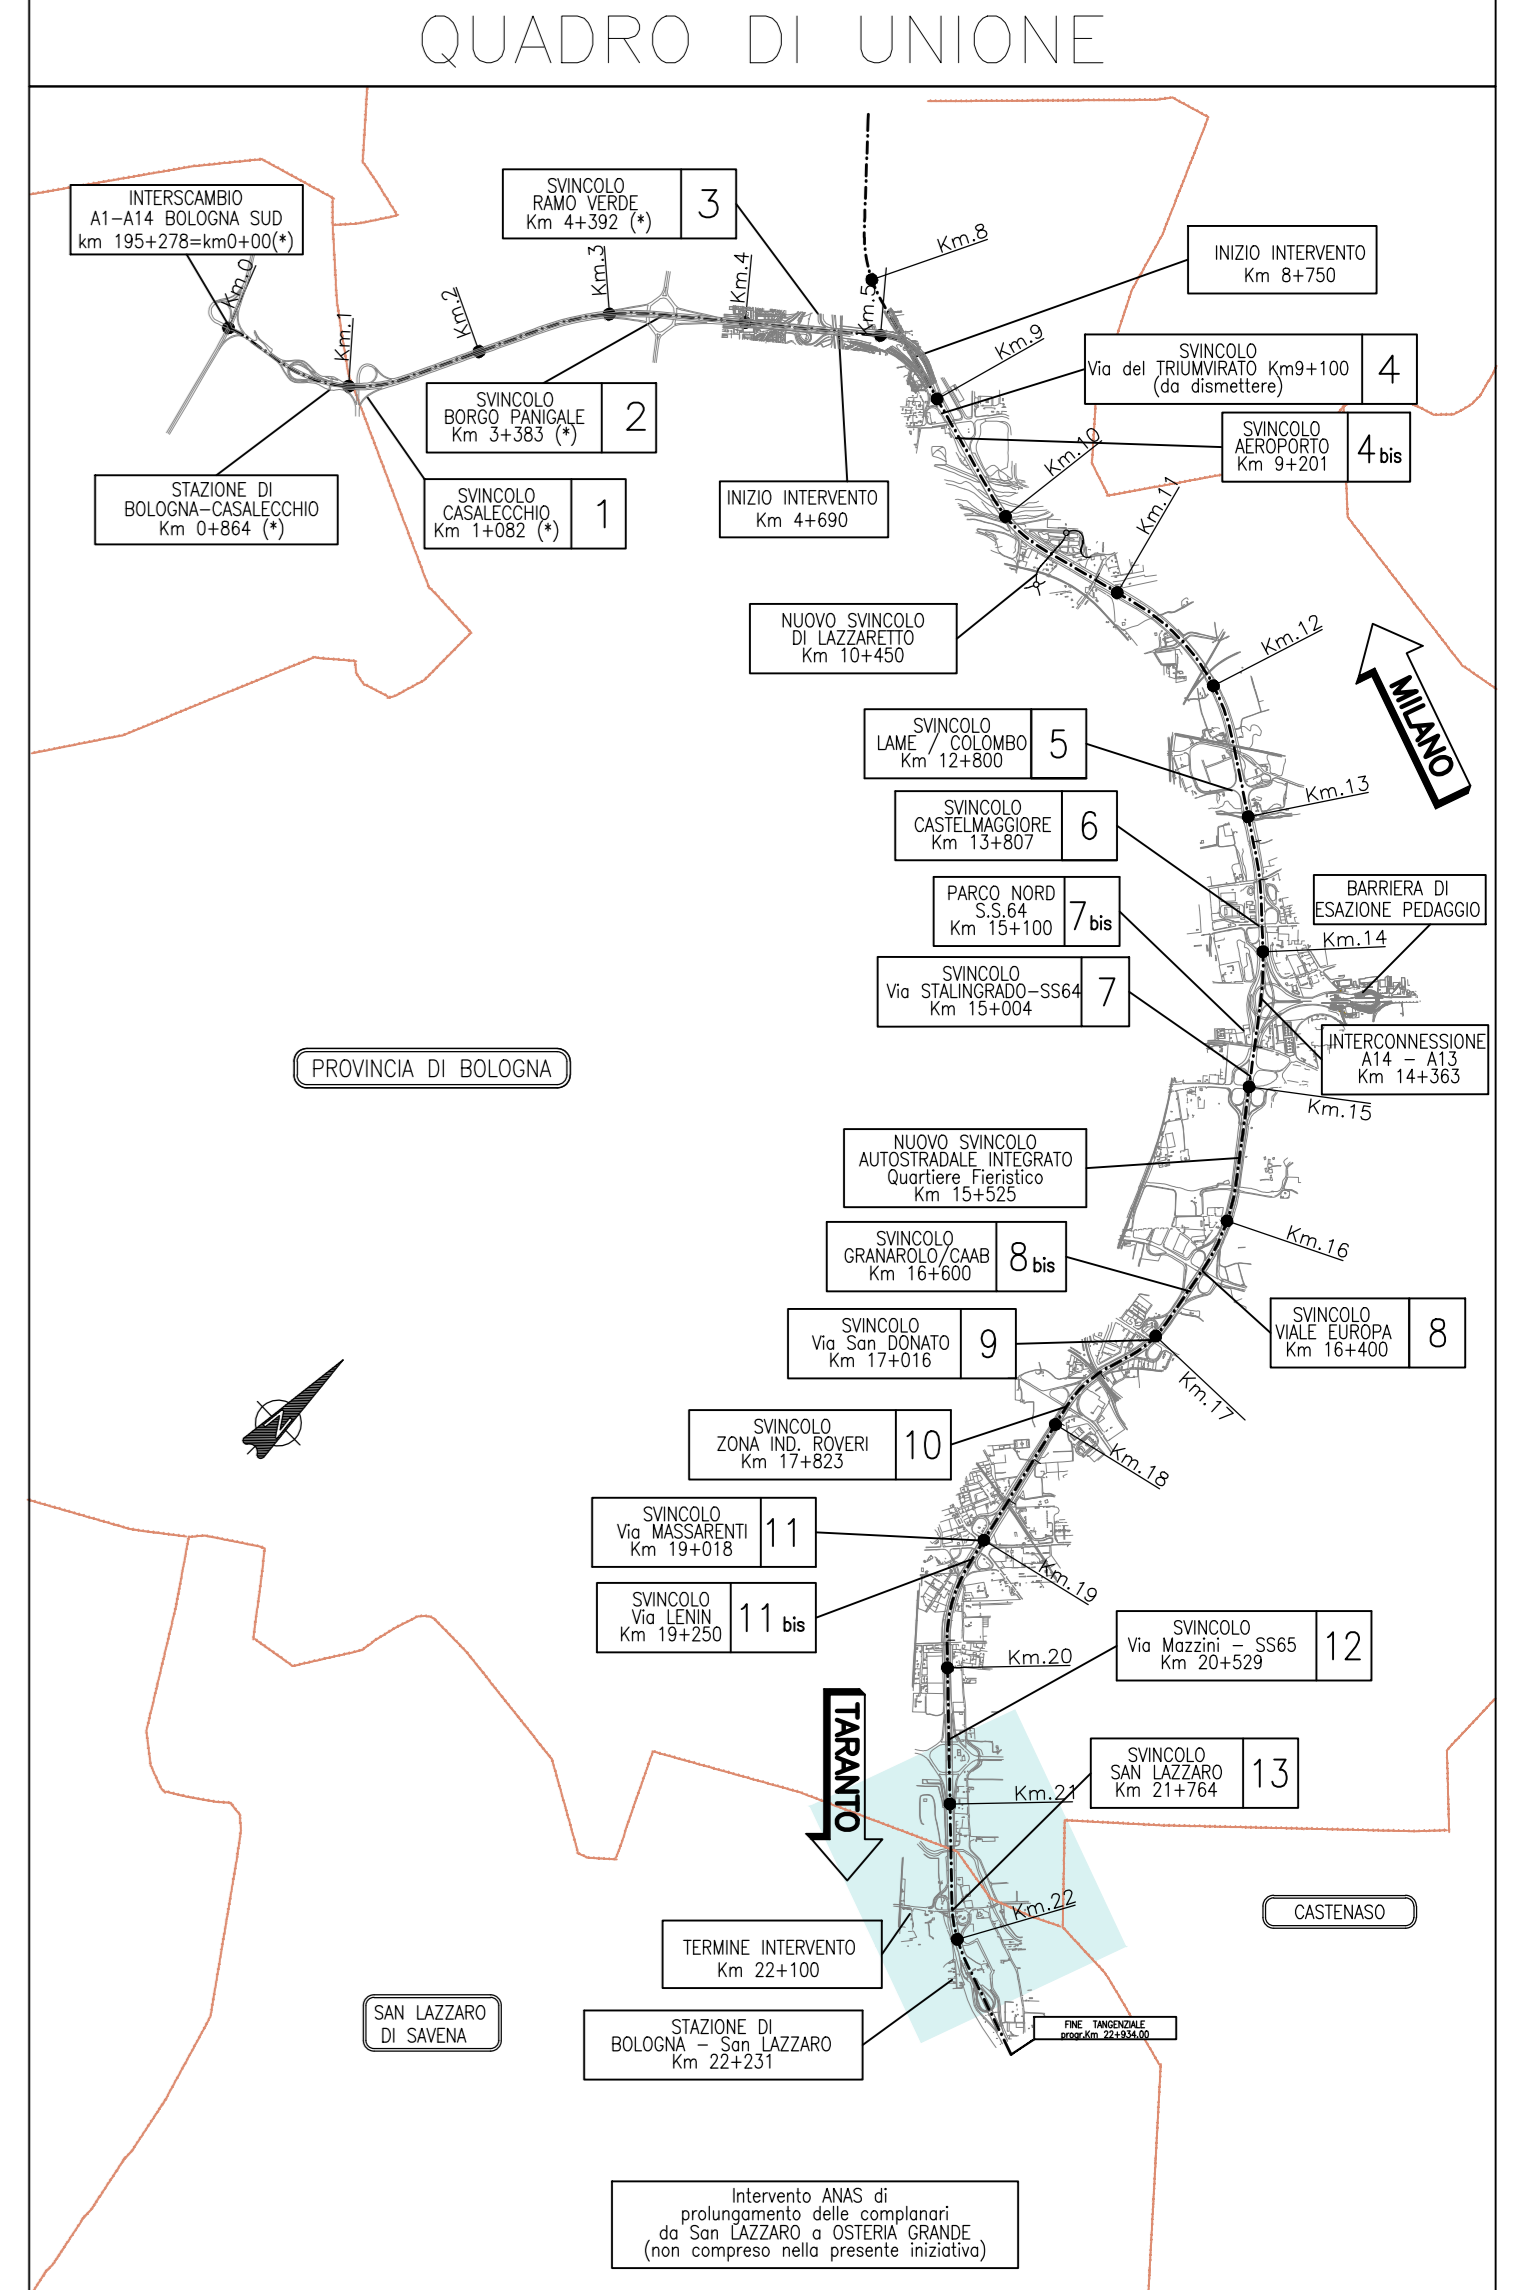 QUADRO DI UNIONE
INTERSCAMBIO
A1-A14 BOLOGNA SUD
km 195+278=km0+00(*)
SVINCOLO
RAMO VERDE
Km 4+392 (*)
3
Km.8
INIZIO INTERVENTO
Km 8+750
Km.0
Km.1
Km.2
Km.3
Km.4
Km.5
Km.9
SVINCOLO
Via del TRIUMVIRATO Km9+100
(da dismettere)
4
SVINCOLO
BORGO PANIGALE
Km 3+383 (*)
2
SVINCOLO
AEROPORTO
Km 9+201
4 bis
Km.10
STAZIONE DI
BOLOGNA-CASALECCHIO
Km 0+864 (*)
SVINCOLO
CASALECCHIO
Km 1+082 (*)
1
INIZIO INTERVENTO
Km 4+690
Km.11
NUOVO SVINCOLO
DI LAZZARETTO
Km 10+450
Km.12
MILANO
SVINCOLO
LAME / COLOMBO
Km 12+800
5
Km.13
SVINCOLO
CASTELMAGGIORE
Km 13+807
6
BARRIERA DI
ESAZIONE PEDAGGIO
PARCO NORD
S.S.64
Km 15+100
7 bis
Km.14
SVINCOLO
Via STALINGRADO-SS64
Km 15+004
7
INTERCONNESSIONE
A14 - A13
Km 14+363
PROVINCIA DI BOLOGNA
Km.15
NUOVO SVINCOLO
AUTOSTRADALE INTEGRATO
Quartiere Fieristico
Km 15+525
Km.16
SVINCOLO
GRANAROLO/CAAB
Km 16+600
8 bis
SVINCOLO
VIALE EUROPA
Km 16+400
8
SVINCOLO
Via San DONATO
Km 17+016
9
Km.17
SVINCOLO
ZONA IND. ROVERI
Km 17+823
10
Km.18
SVINCOLO
Via MASSARENTI
Km 19+018
11
Km.19
SVINCOLO
Via LENIN
Km 19+250
11 bis
SVINCOLO
Via Mazzini - SS65
Km 20+529
12
Km.20
TARANTO
SVINCOLO
SAN LAZZARO
Km 21+764
13
Km.21
Km.22
CASTENASO
TERMINE INTERVENTO
Km 22+100
SAN LAZZARO
DI SAVENA
STAZIONE DI
BOLOGNA - San LAZZARO
Km 22+231
FINE TANGENZIALE
progr.Km 22+934.00
Intervento ANAS di
prolungamento delle complanari
da San LAZZARO a OSTERIA GRANDE
(non compreso nella presente iniziativa)